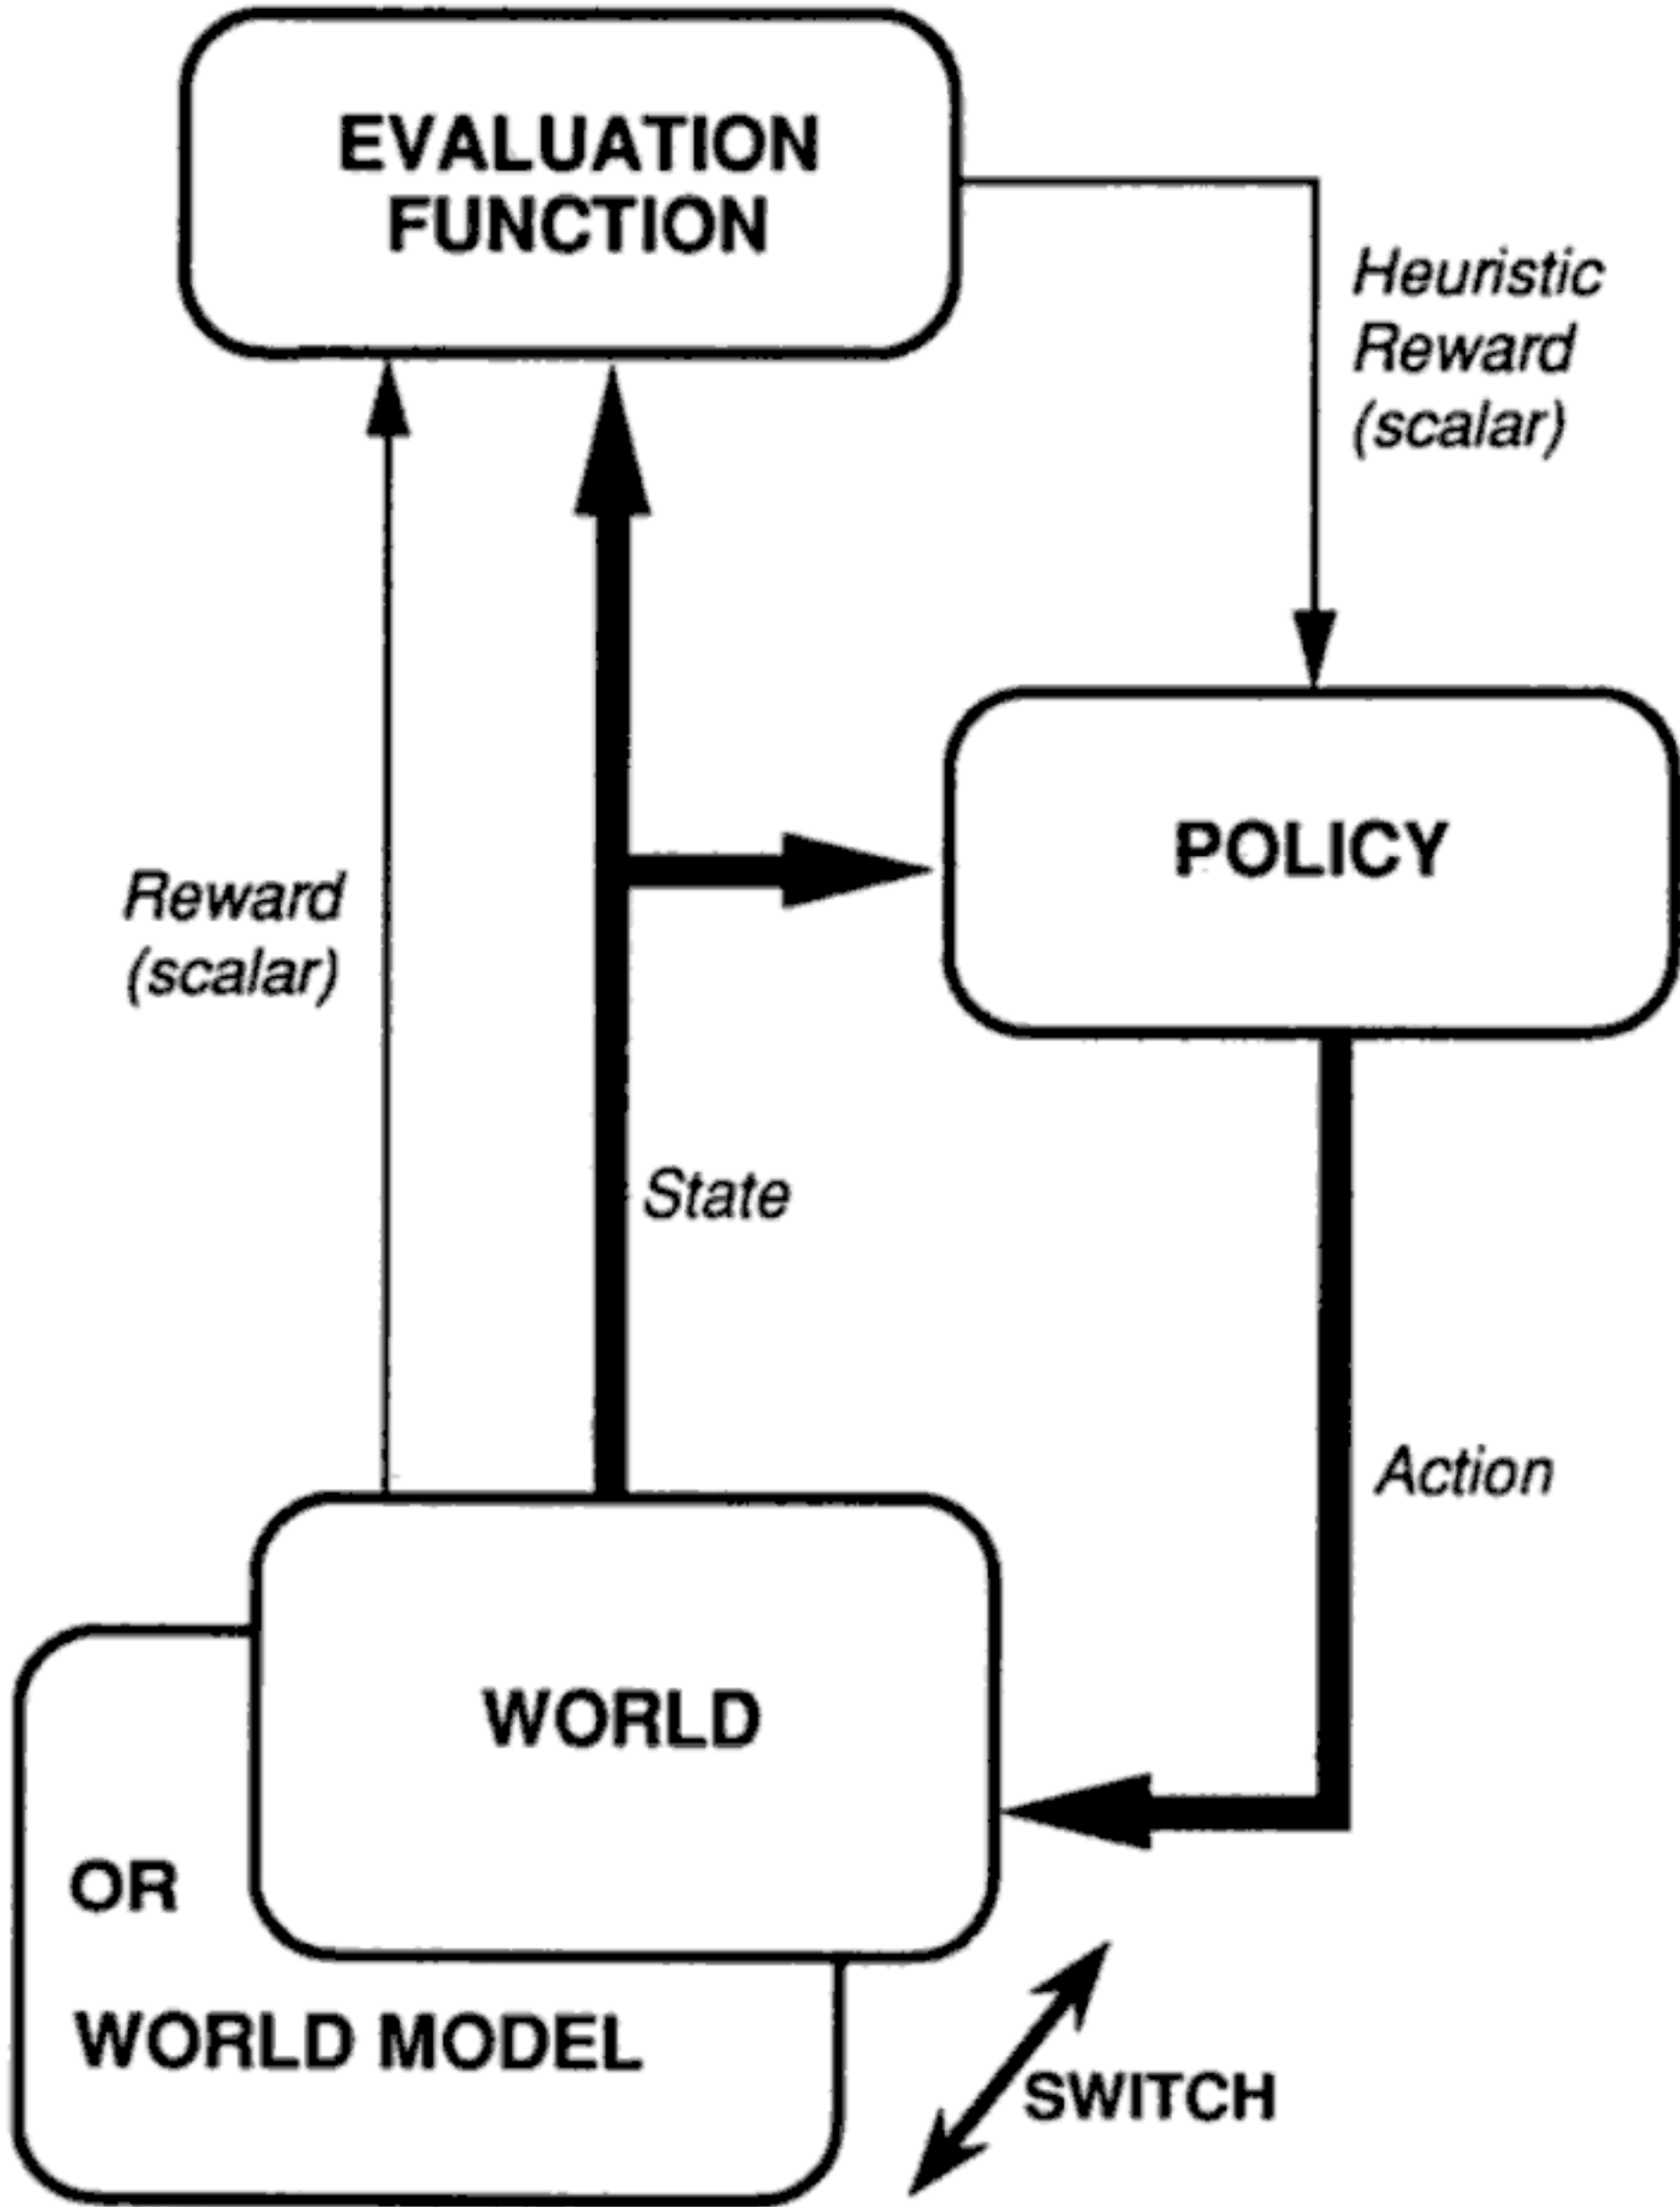 EVALUATION
FUNCTION
Heuristic
Reward
(scalar)
POLICY
Reward
(scalar)
State
Action
WORLD
OR
WORLD MODEL
SWITCH